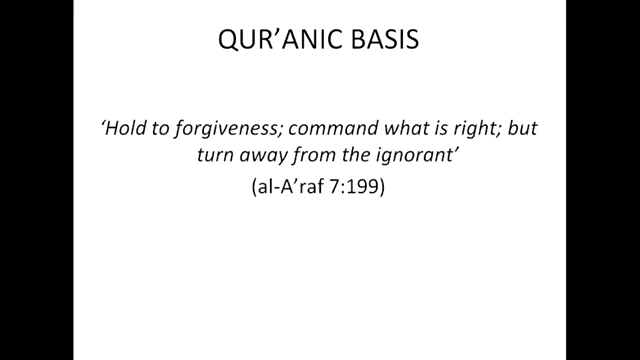 QUR’ANIC BASIS
‘Hold to forgiveness; command what is right; but
turn away from the ignorant’
(al-A’raf 7:199)